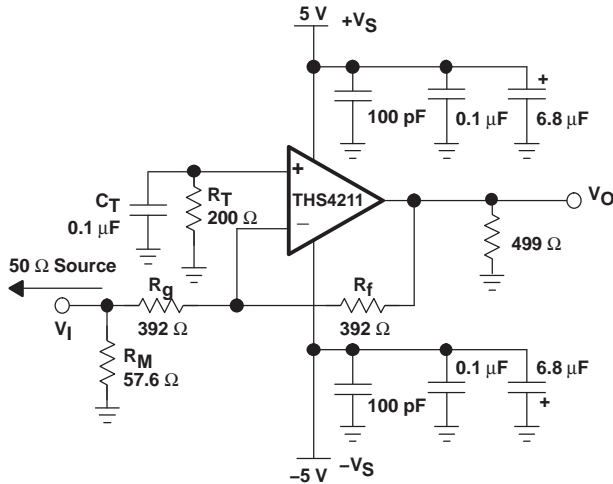 5 V
+VS
+
100 pF
0.1 μF
6.8 μF
+
THS4211
−
CT
0.1 μF
RT
200 Ω
VO
499 Ω
50 Ω Source
Rg
392 Ω
Rf
392 Ω
VI
RM
57.6 Ω
0.1 μF
6.8 μF
100 pF
+
−5 V
−VS